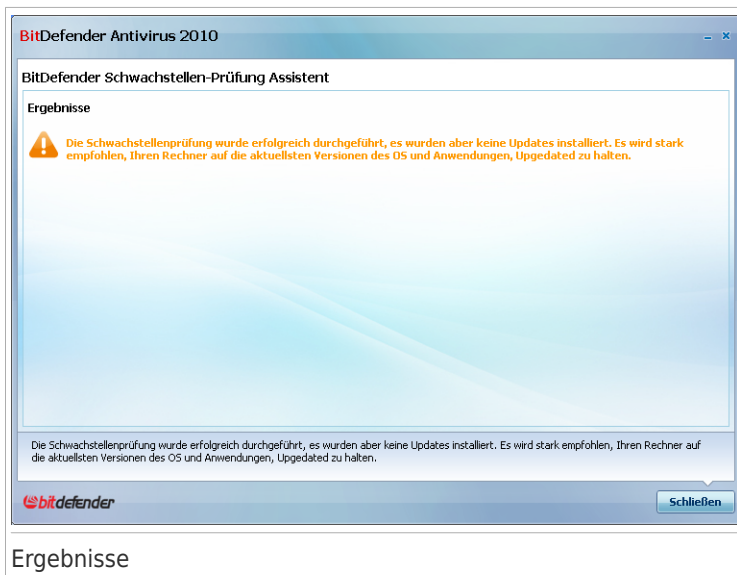 BitDefender Antivirus 2010
BitDefender Schwachstellen-Prüfung Assistent
Ergebnisse
Die Schwachstellenprüfung wurde erfolgreich durchgeführt, es wurden aber keine Updates installiert. Es wird stark
empfohlen, Ihren Rechner auf die aktuellsten Versionen des OS und Anwendungen, Upgedated zu halten.
Die Schwachstellenprüfung wurde erfolgreich durchgeführt, es wurden aber keine Updates installiert. Es wird stark empfohlen, Ihren Rechner auf
die aktuellsten Versionen des OS und Anwendungen, Upgedated zu halten.
bitdefender
Schließen
Ergebnisse